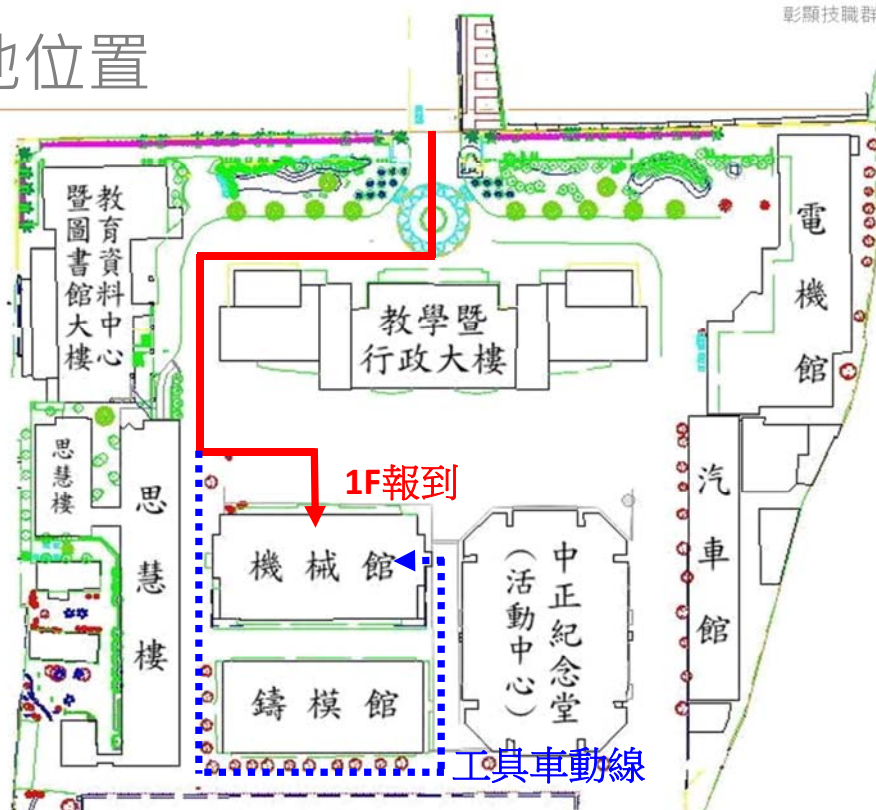 彰顯技職群
也位置
教育資料中心
暨圖書館大樓
電機館
教學暨
行政大樓
思慧樓
思慧樓
1F報到
汽車館
機械館
中正紀念堂
(活動中心)
鑄模館
工具車動線